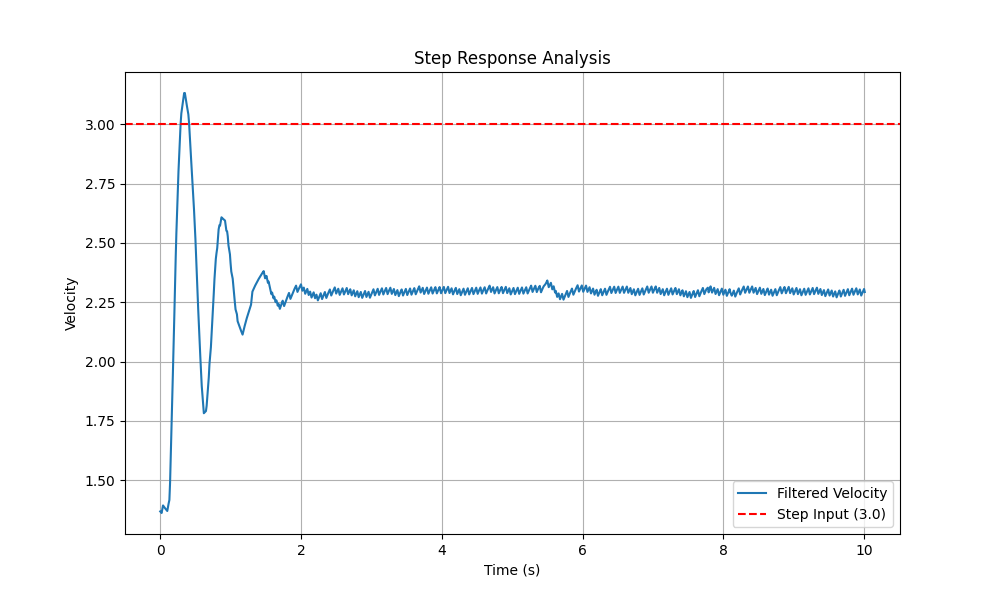 Step Response Analysis
Velocity
3.00
2.75
2.50
2.25
2.00
1.75
1.50
0
2
4
6
8
10
Time (s)
Filtered Velocity
Step Input (3.0)